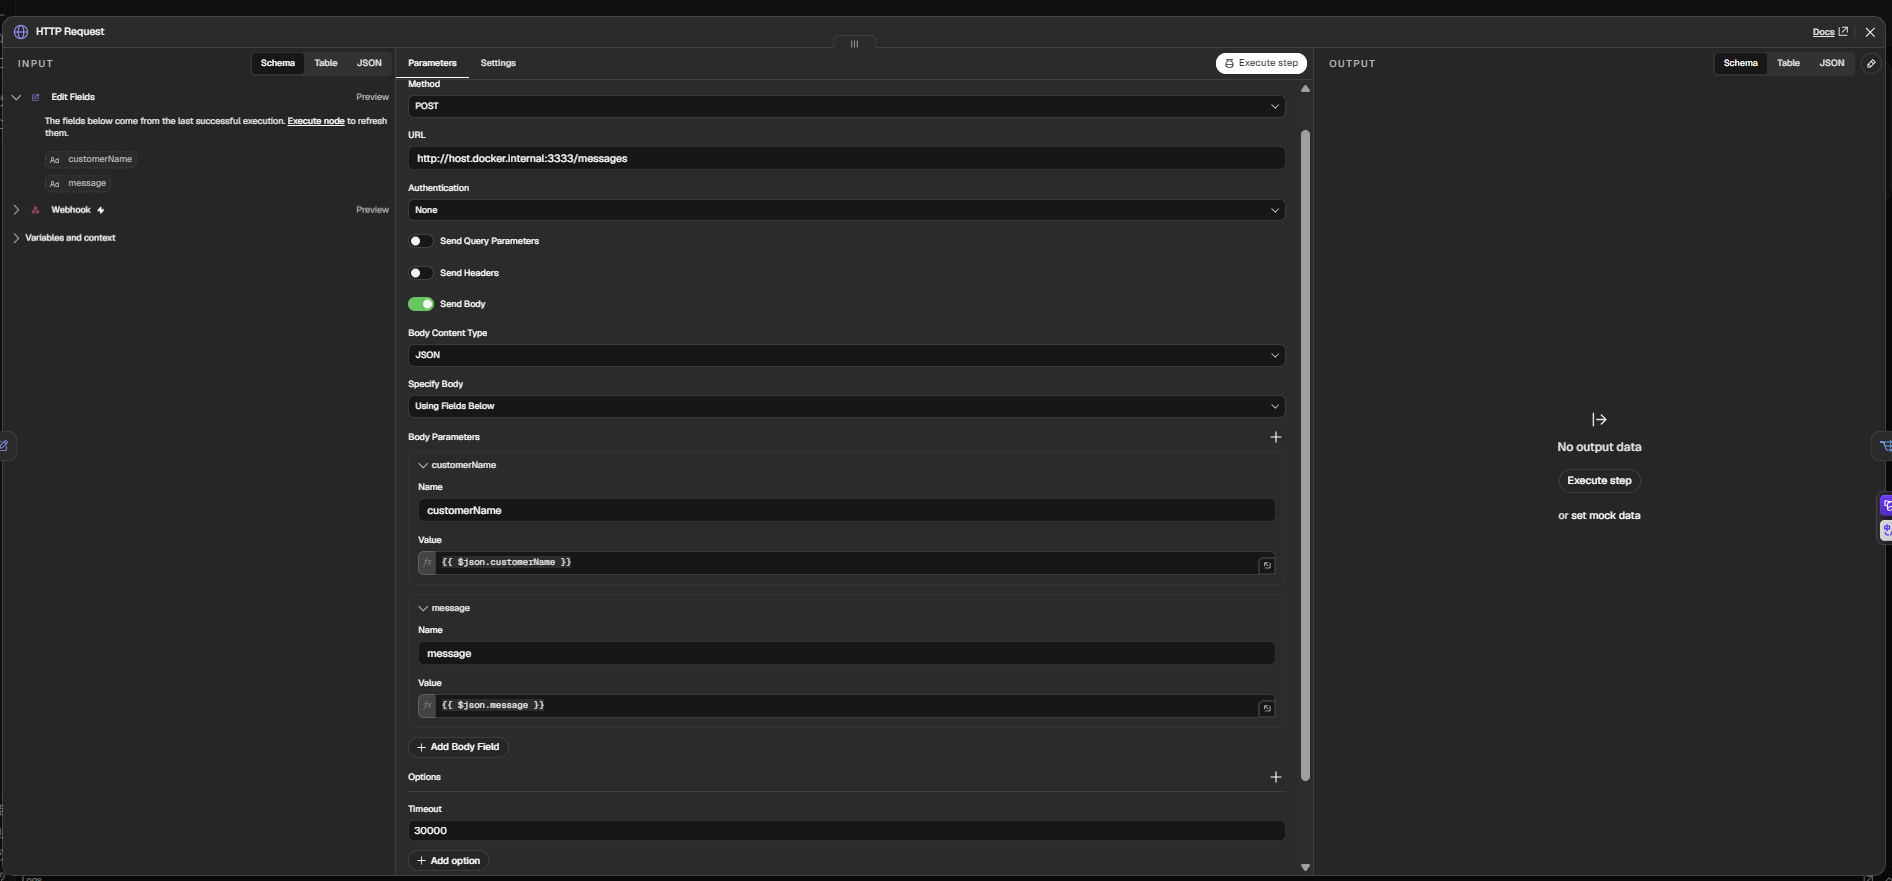 HTTP Request
Docs
INPUT
Schema
Table
JSON
Edit Fields
Preview
The fields below come from the last successful execution. Execute node to refresh
them.
Aa customerName
Aa message
Webhook
Preview
Variables and context
Parameters
Settings
Execute step
Method
POST
URL
http://host.docker.internal:3333/messages
Authentication
None
Send Query Parameters
Send Headers
Send Body
Body Content Type
JSON
Specify Body
Using Fields Below
Body Parameters
customerName
Name
customerName
Value
fx {{ $json.customerName }}
message
Name
message
Value
fx {{ $json.message }}
Add Body Field
Options
Timeout
30000
Add option
OUTPUT
Schema
Table
JSON
No output data
Execute step
or set mock data